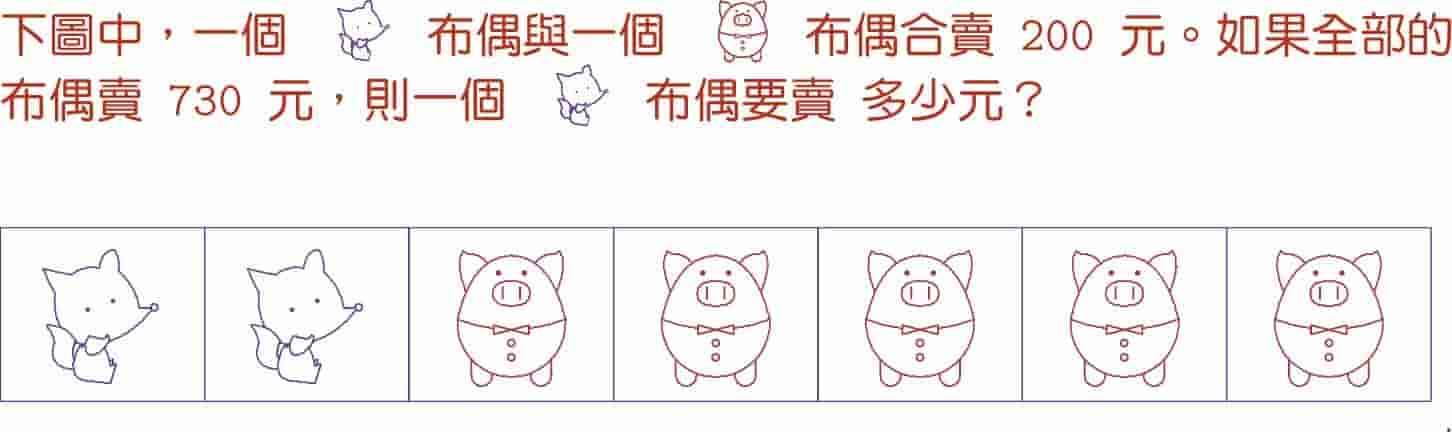 下圖中，一個 布偶與一個 布偶合賣 200 元。如果全部的
布偶賣 730 元，則一個 布偶要賣 多少元？